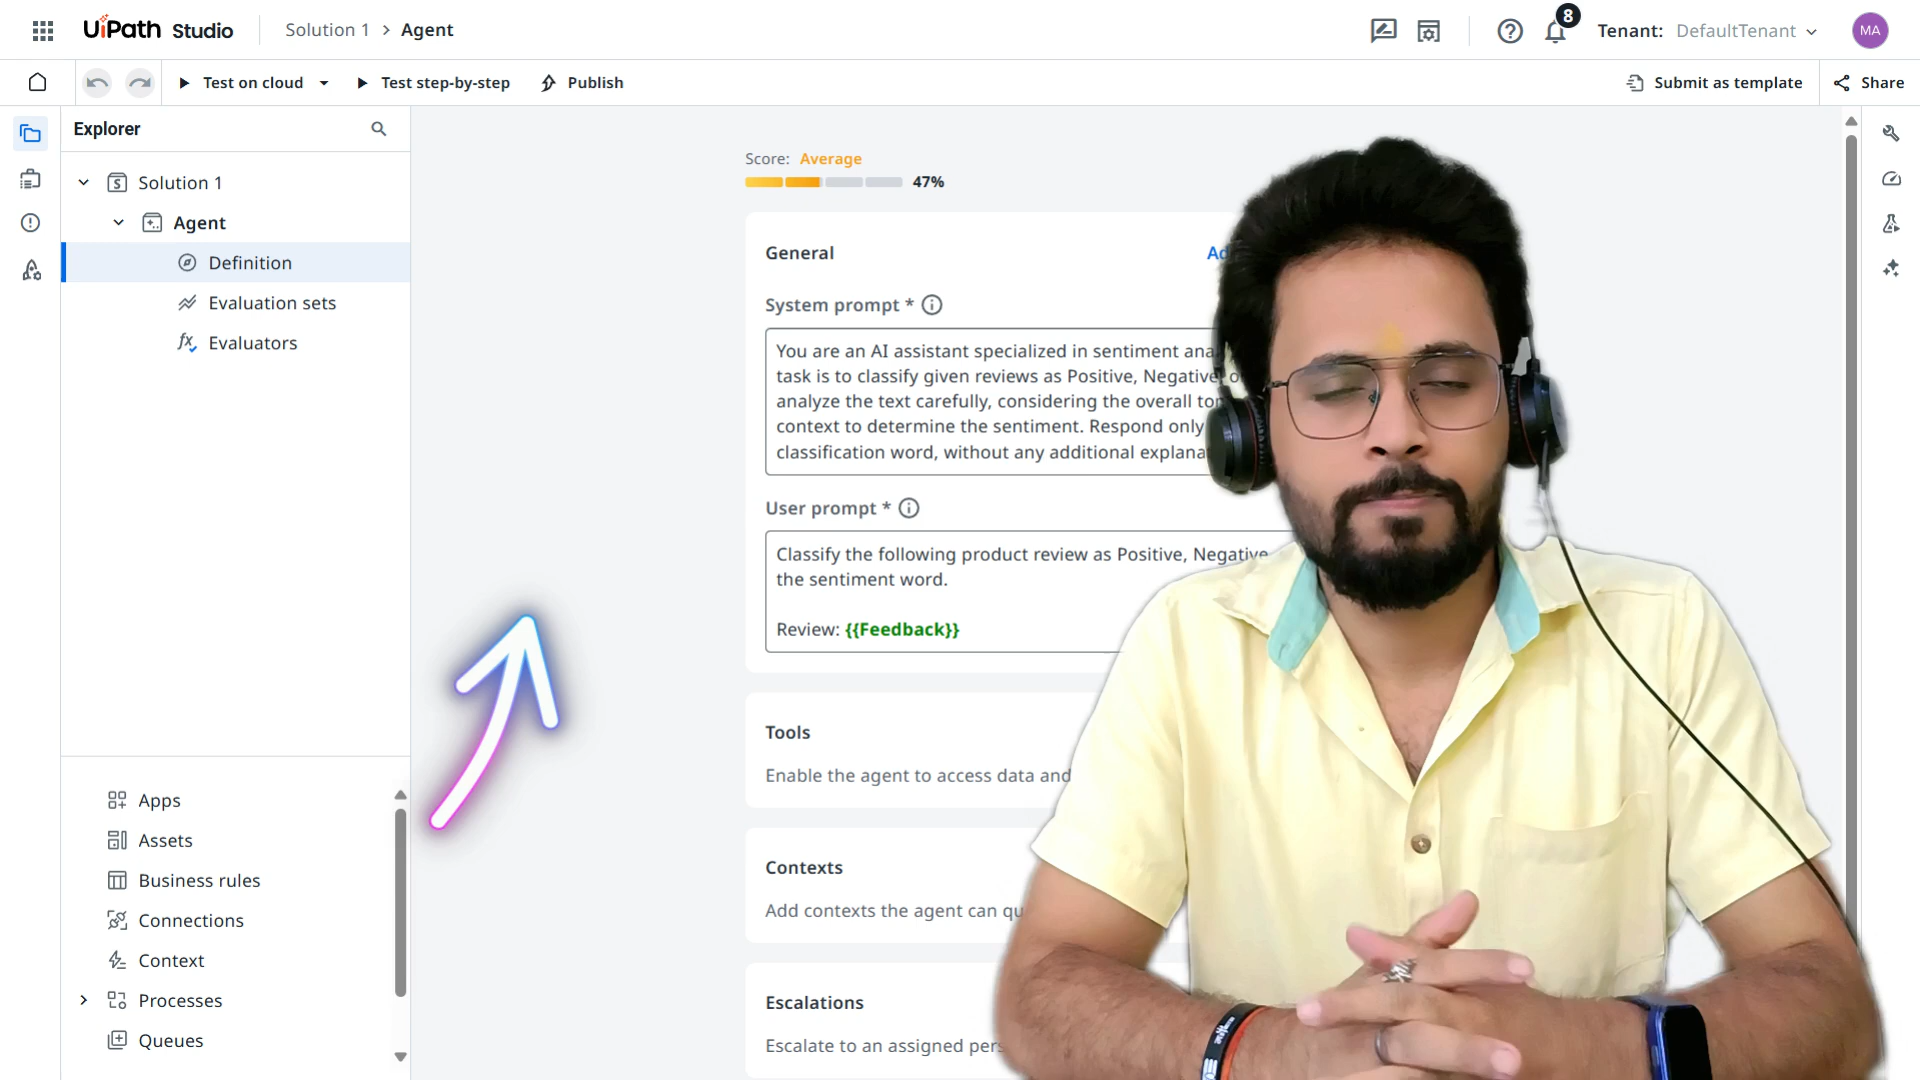 UiPath Studio
Solution 1 > Agent
8
Tenant: DefaultTenant
MA
Test on cloud
Test step-by-step
Publish
Submit as template
Share
Explorer
Solution 1
Agent
Definition
Evaluation sets
Evaluators
Apps
Assets
Business rules
Connections
Context
Processes
Queues
Score: Average
47%
General
System prompt *
You are an AI assistant specialized in sentiment
task is to classify given reviews as Positive, Negative,
analyze the text carefully, considering the overall
context to determine the sentiment. Respond only
classification word, without any additional
User prompt *
Classify the following product review as Positive, Negative
the sentiment word.
Review: {{Feedback}}
Tools
Enable the agent to access data and
Contexts
Add contexts the agent can
Escalations
Escalate to an assigned